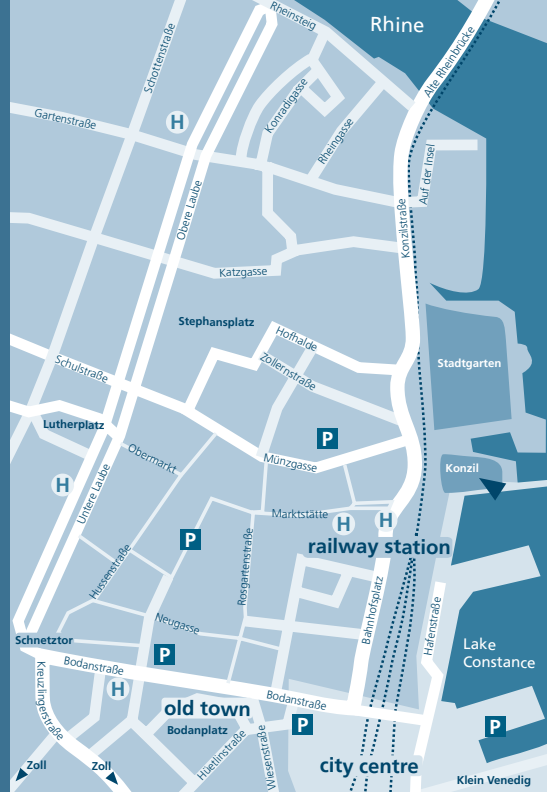 Rheinsteig
Rhine
Schottenstraße
Alte Rheinbrücke
Gartenstraße
H
Konradigasse
Rheingasse
Auf der Insel
Obere Laube
Konzilstraße
Katzgasse
Stephansplatz
Hofhalde
Zollernstraße
Stadtgarten
Schulstraße
Lutherplatz
P
Obermarkt
Münzgasse
Konzil
H
Untere Laube
Marktstätte
H
H
P
railway station
Hussenstraße
Rosgartenstraße
Bahnhofsplatz
Hafenstraße
Neugasse
Schnetztor
P
Lake
Constance
Bodanstraße
Kreuzlingerstraße
H
Bodanstraße
old town
Bodanplatz
P
P
Hüetlinstraße
Wiesenstraße
Zoll
Zoll
city centre
Klein Venedig